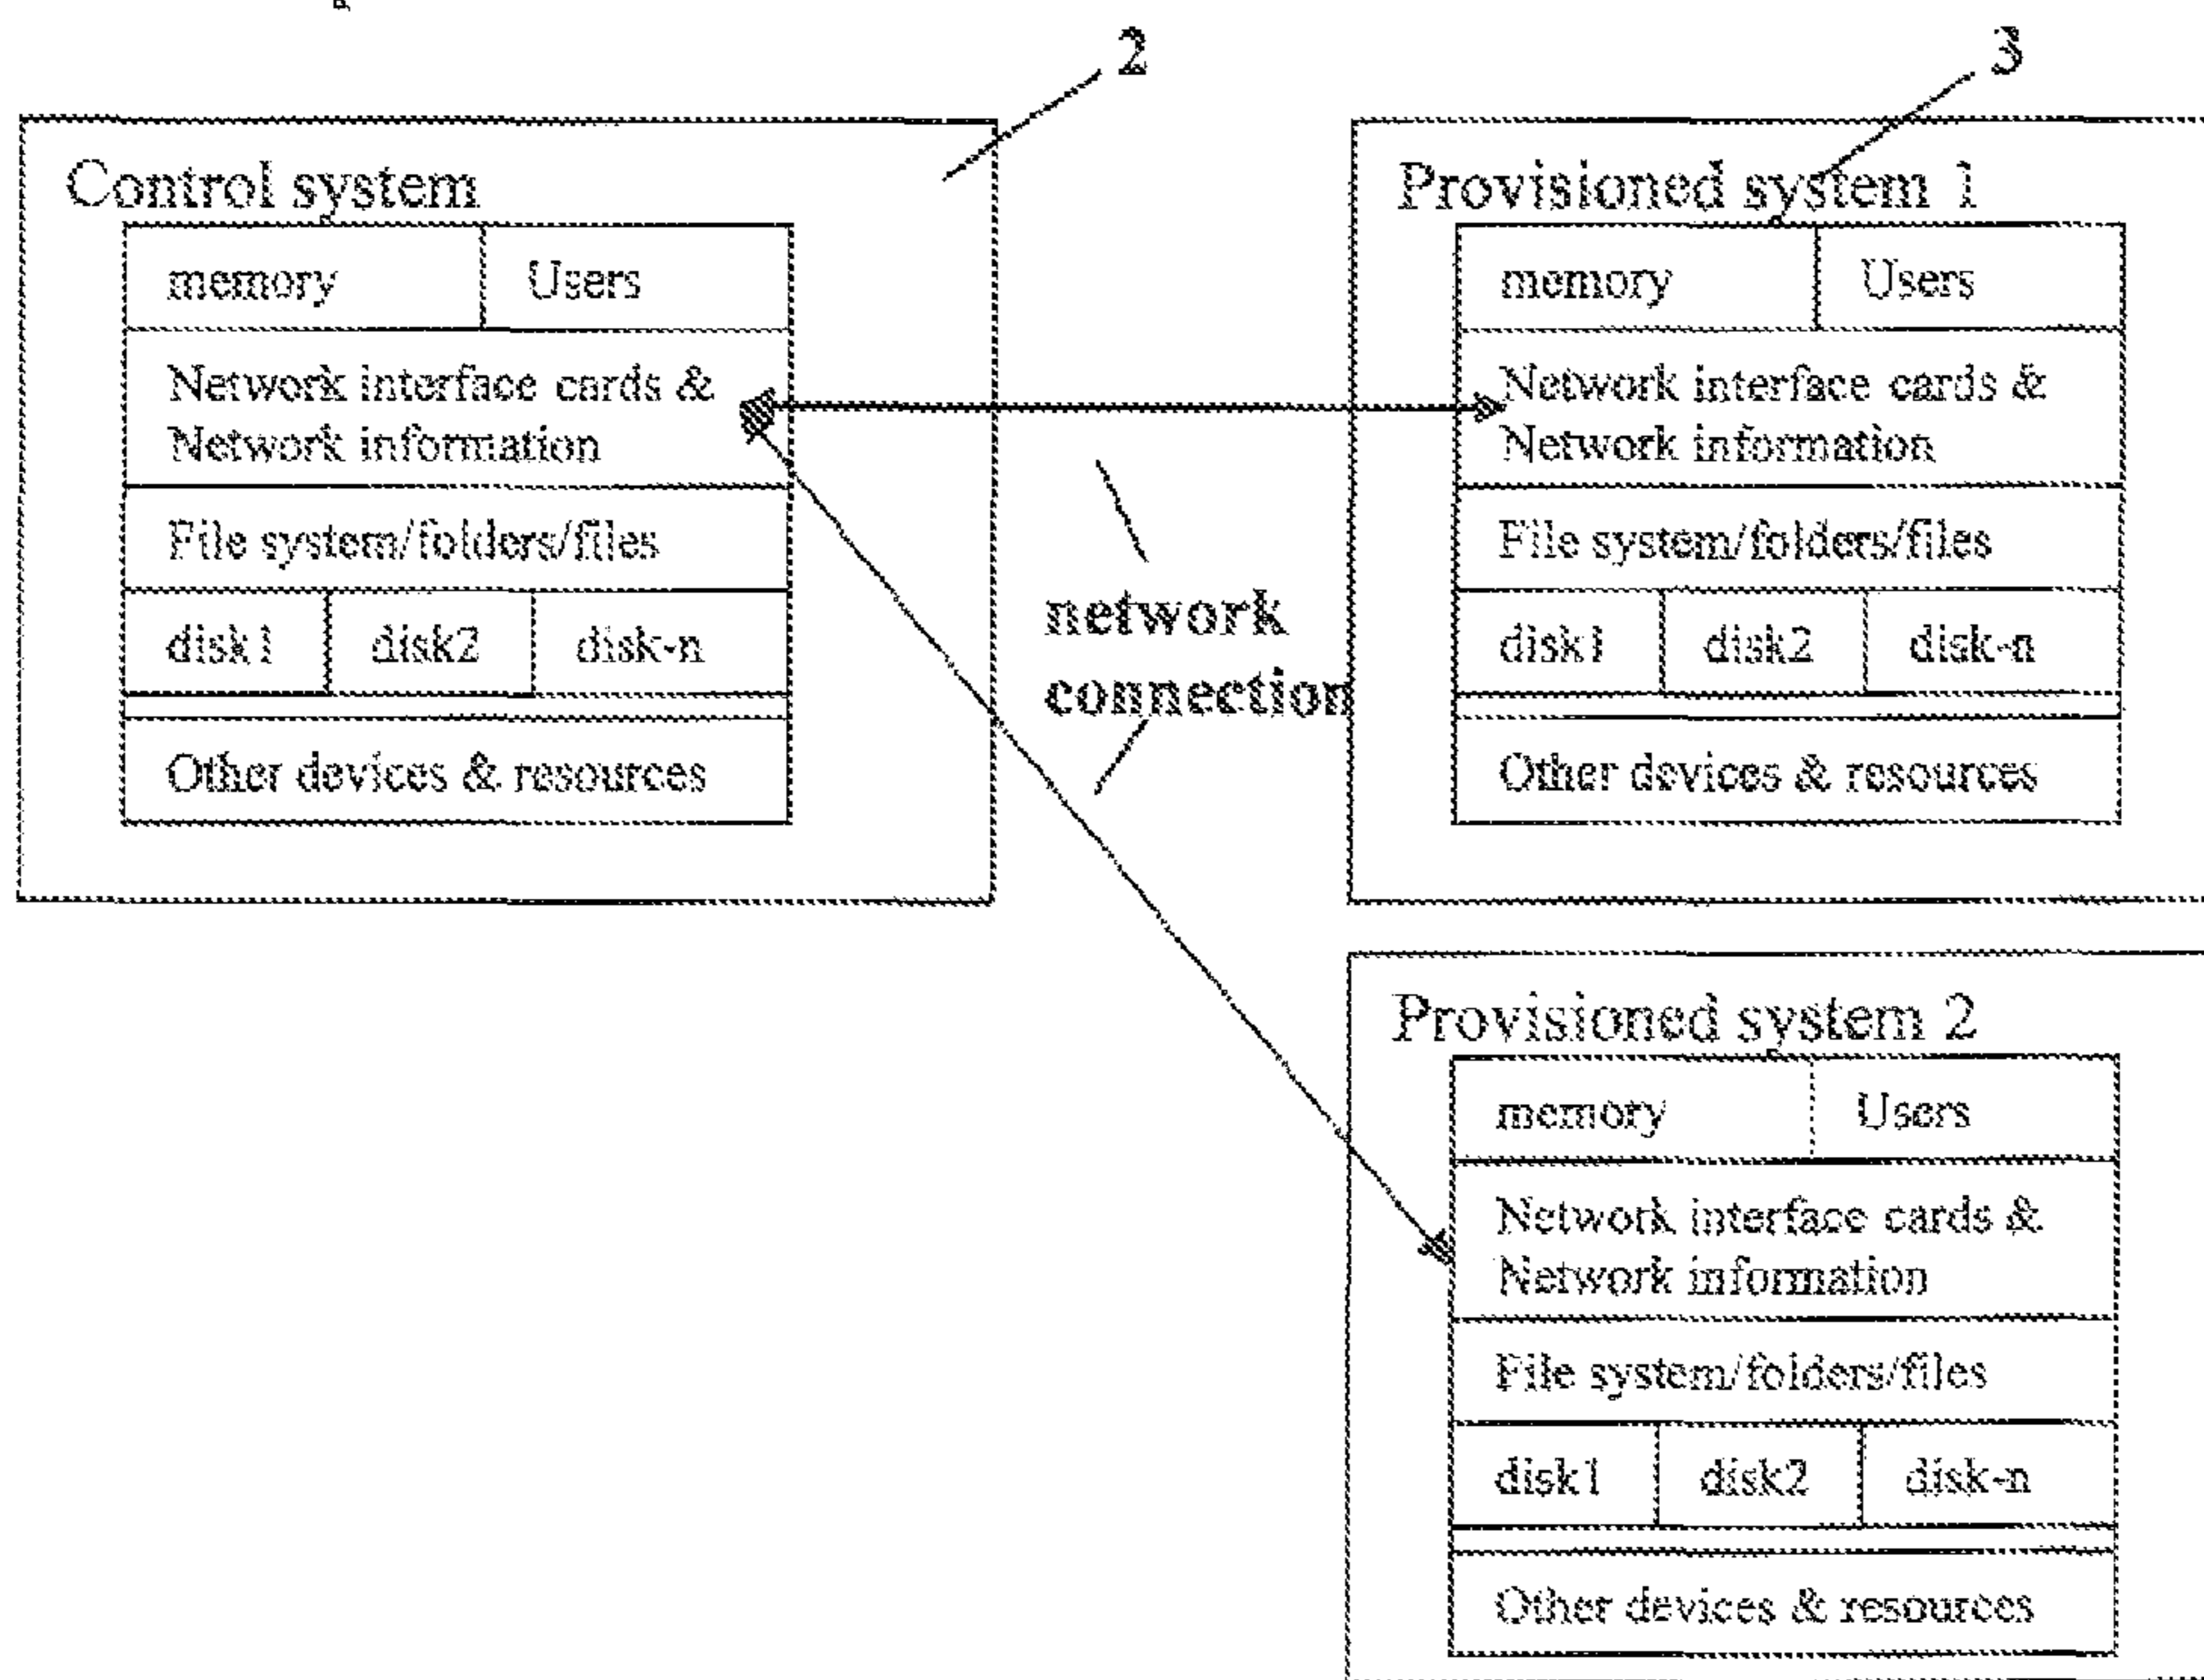 2
3
Control system
memory
Users
Network interface cards &
Network information
File system/folders/files
disk1
disk2
disk-n
Other devices & resources
network
connection
Provisioned system 1
memory
Users
Network interface cards &
Network information
File system/folders/files
disk1
disk2
disk-n
Other devices & resources
Provisioned system 2
memory
Users
Network interface cards &
Network information
File system/folders/files
disk1
disk2
disk-n
Other devices & resources